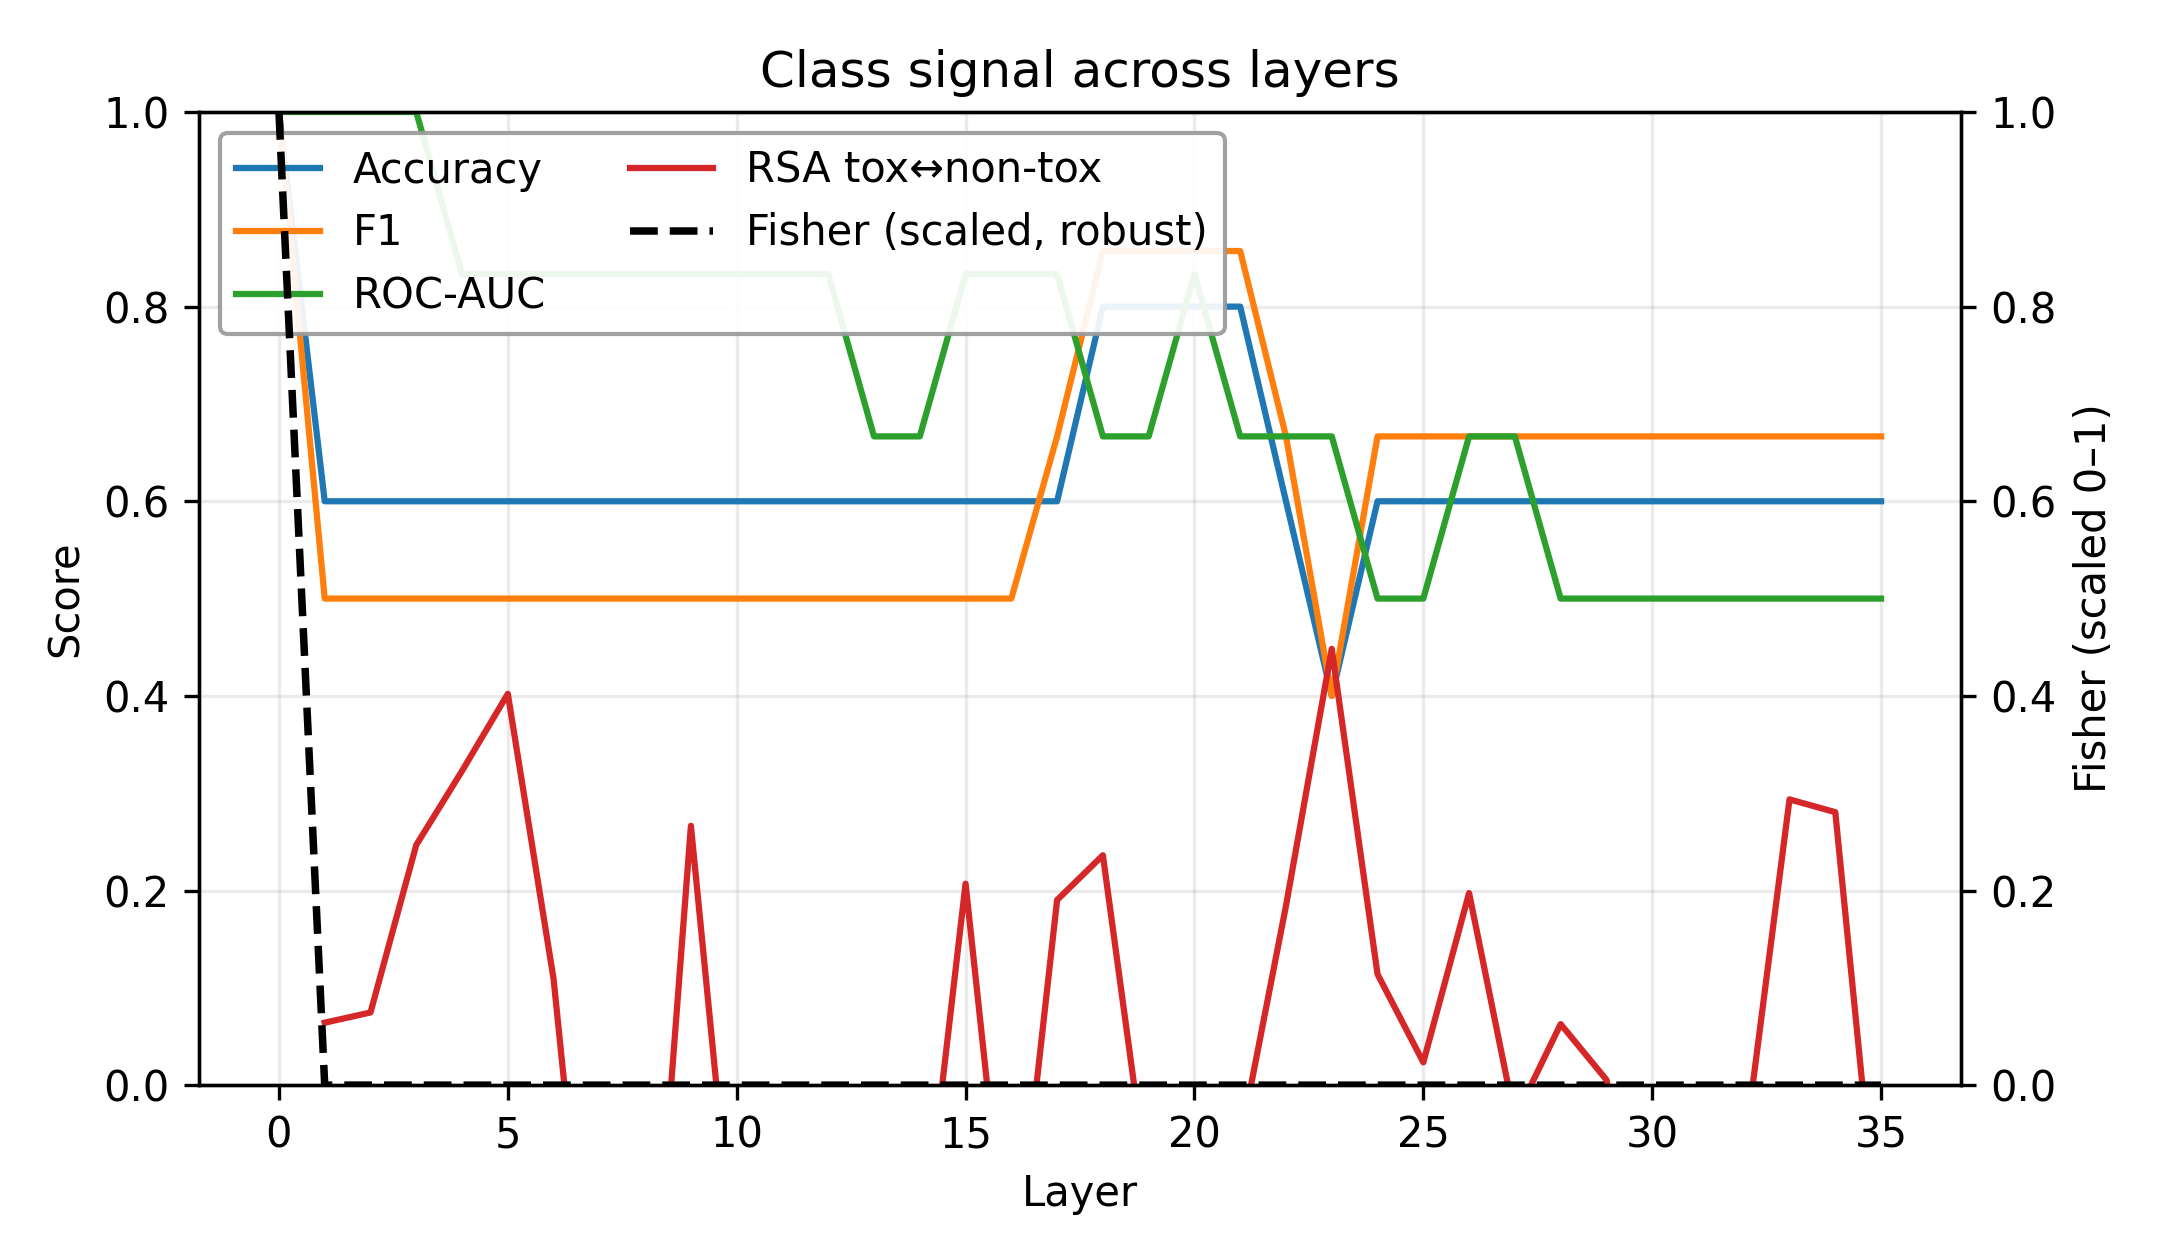 Class signal across layers
Accuracy
F1
ROC-AUC
RSA tox↔non-tox
Fisher (scaled, robust)
Score
1.0
0.8
0.6
0.4
0.2
0.0
1.0
0.8
0.6
0.4
0.2
0.0
Fisher (scaled 0–1)
0 5 10 15 20 25 30 35
Layer